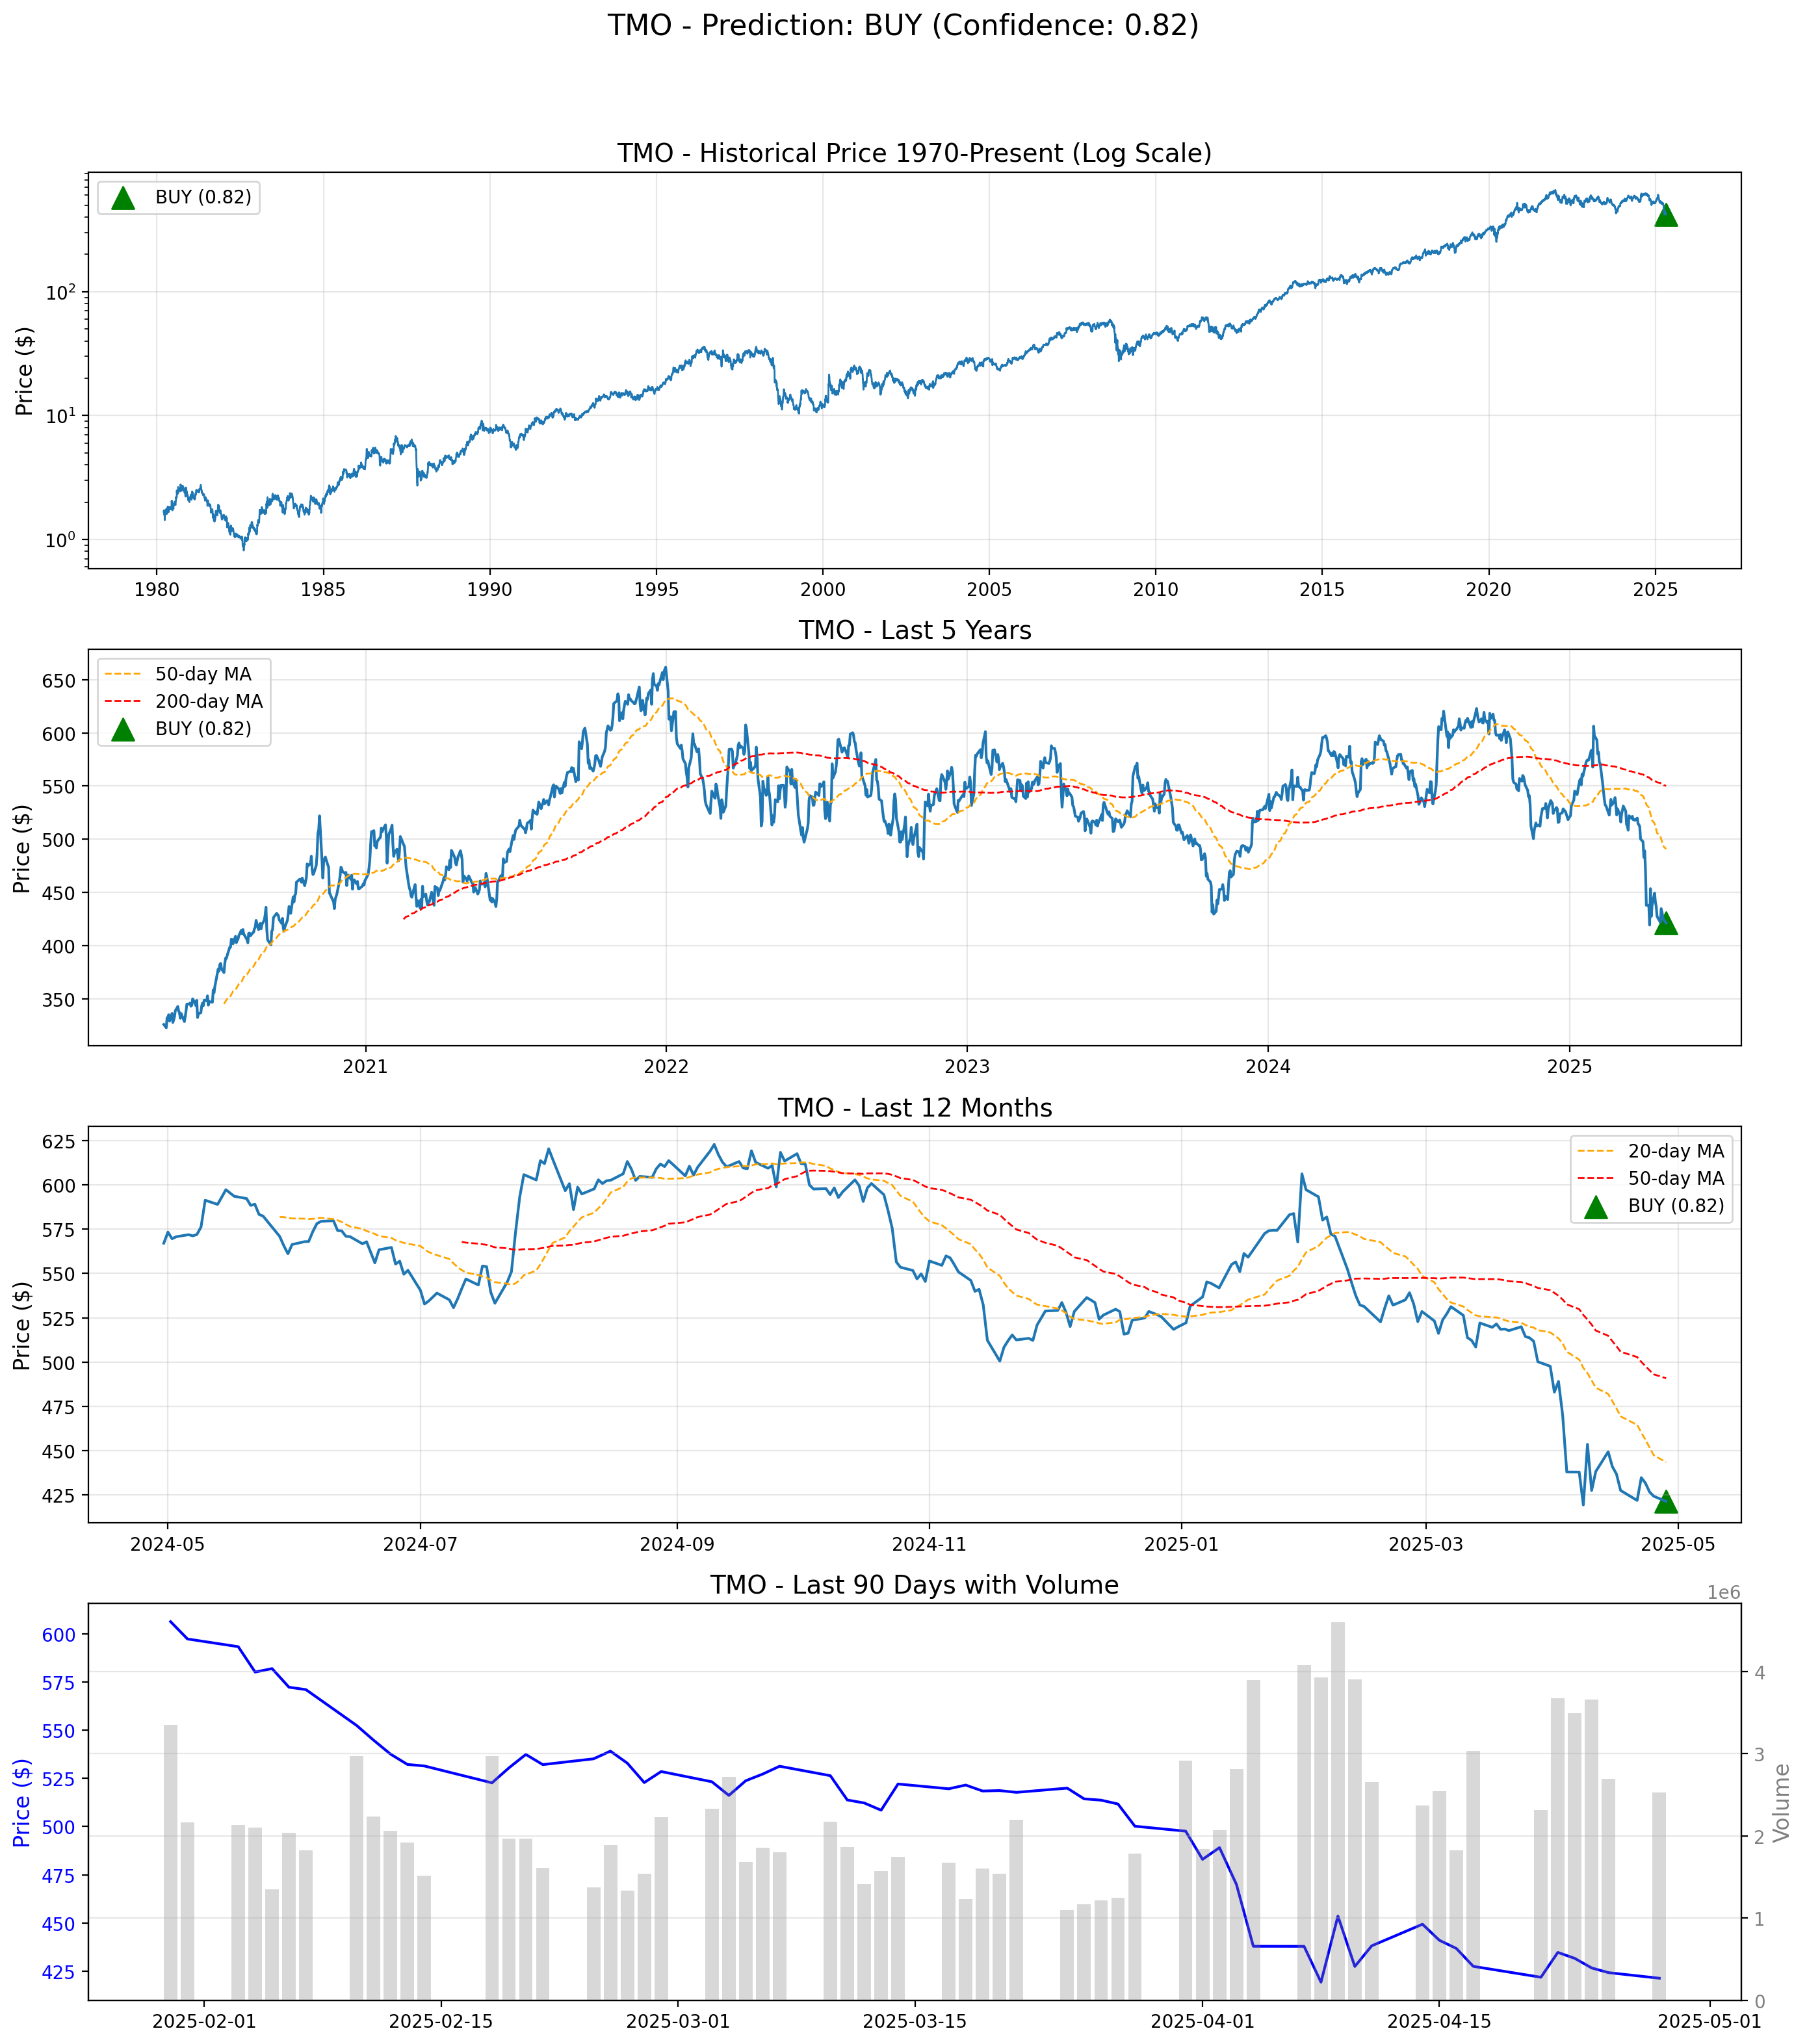 TMO - Prediction: BUY (Confidence: 0.82)
TMO - Historical Price 1970-Present (Log Scale)
BUY (0.82)
Price ($)
10²
10¹
10⁰
1980 1985 1990 1995 2000 2005 2010 2015 2020 2025
TMO - Last 5 Years
50-day MA
200-day MA
BUY (0.82)
Price ($)
650
600
550
500
450
400
350
2021 2022 2023 2024 2025
TMO - Last 12 Months
20-day MA
50-day MA
BUY (0.82)
Price ($)
625
600
575
550
525
500
475
450
425
2024-05 2024-07 2024-09 2024-11 2025-01 2025-03 2025-05
TMO - Last 90 Days with Volume
1e6
Price ($)
600
575
550
525
500
475
450
425
4
3
2
1
0
Volume
2025-02-01 2025-02-15 2025-03-01 2025-03-15 2025-04-01 2025-04-15 2025-05-01